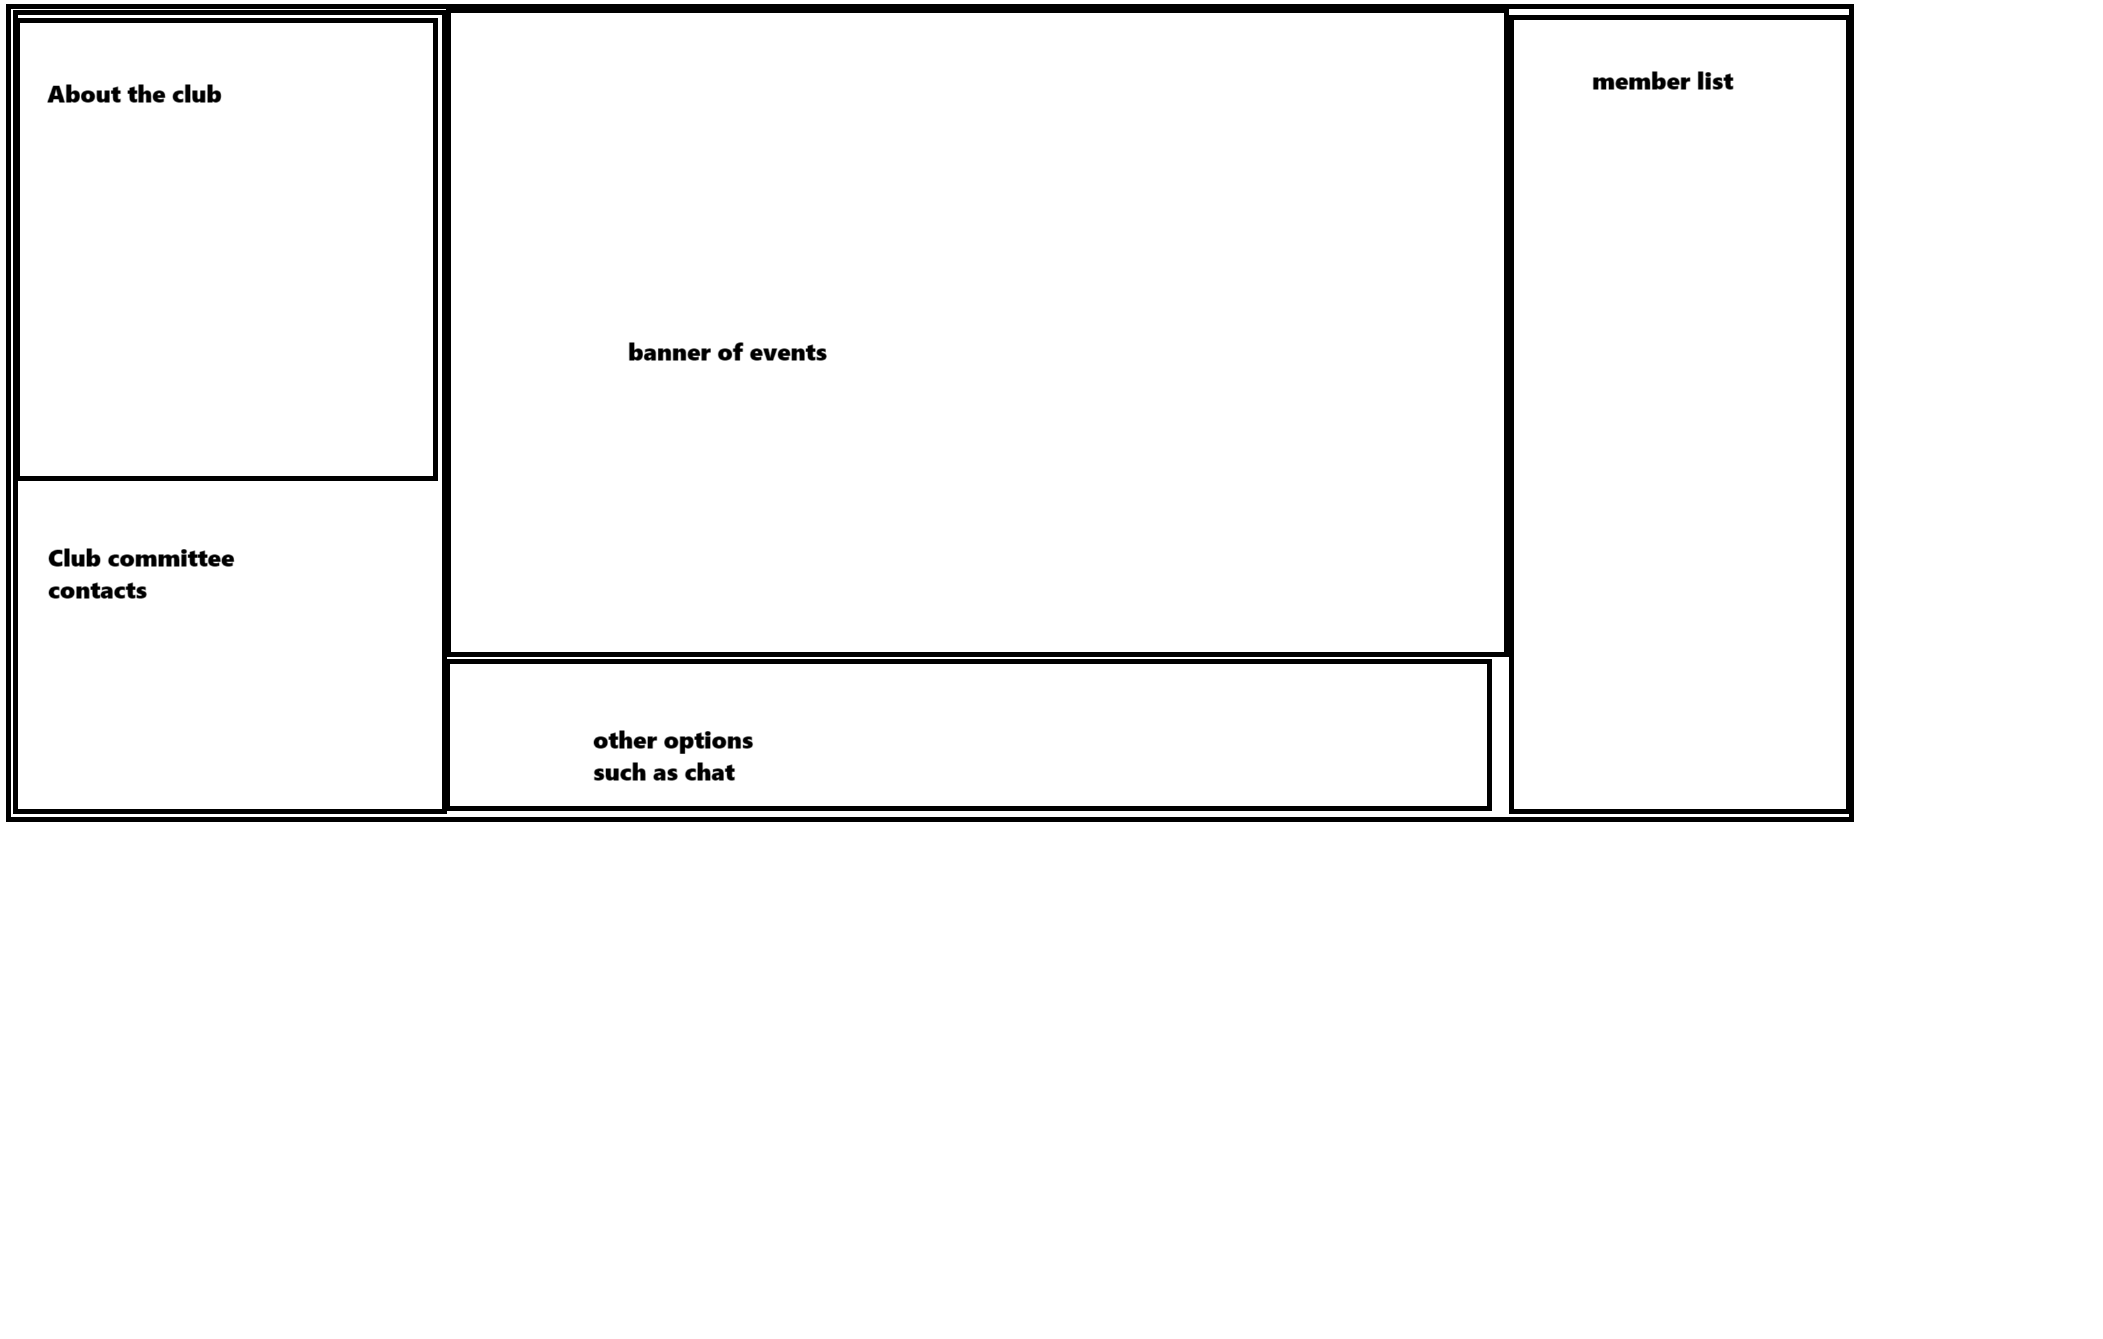 About the club
Club committee
contacts
banner of events
other options
such as chat
member list